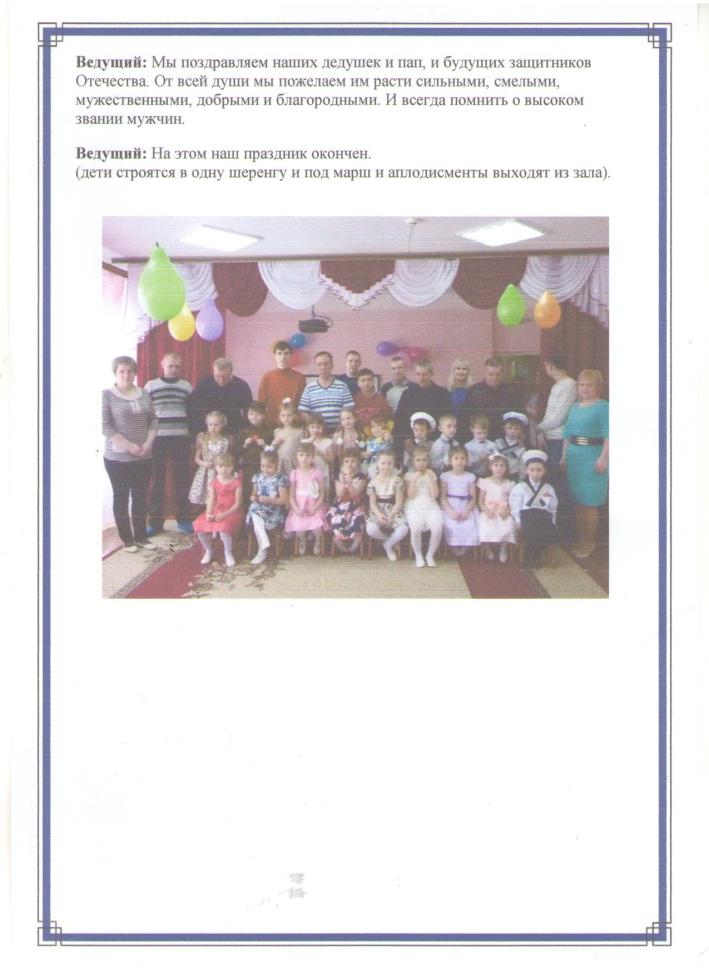 Ведущий: Мы поздравляем наших дедушек и пап, и будущих защитников
Отечества. От всей души мы пожелаем им расти сильными, смелыми,
мужественными, добрыми и благородными. И всегда помнить о высоком
звании мужчин.
Ведущий: На этом наш праздник окончен.
(дети строятся в одну шеренгу и под марш и аплодисменты выходят из зала).